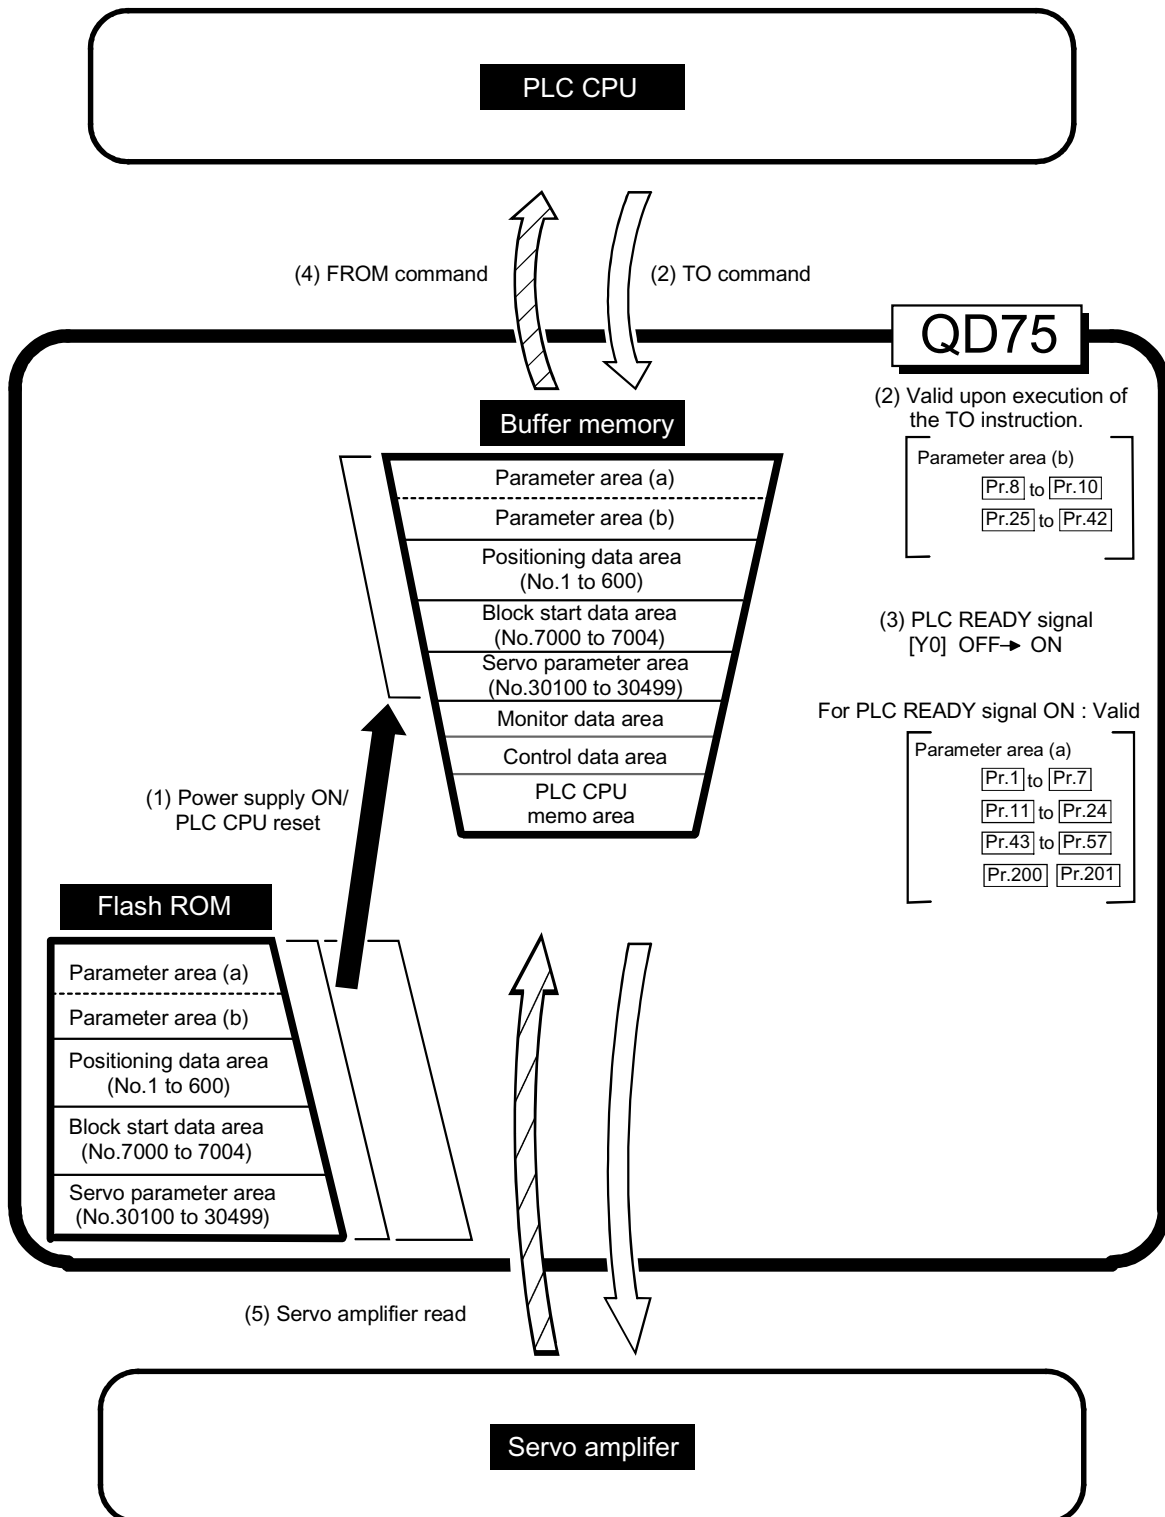 PLC CPU
(4) FROM command
(2) TO command
QD75
(2) Valid upon execution of
the TO instruction.
Parameter area (b)
Pr.8 to Pr.10
Pr.25 to Pr.42
(3) PLC READY signal
[Y0] OFF→ ON
For PLC READY signal ON : Valid
Parameter area (a)
Pr.1 to Pr.7
Pr.11 to Pr.24
Pr.43 to Pr.57
Pr.200 Pr.201
Buffer memory
Parameter area (a)
Parameter area (b)
Positioning data area
(No.1 to 600)
Block start data area
(No.7000 to 7004)
Servo parameter area
(No.30100 to 30499)
Monitor data area
Control data area
PLC CPU
memo area
(1) Power supply ON/
PLC CPU reset
Flash ROM
Parameter area (a)
Parameter area (b)
Positioning data area
(No.1 to 600)
Block start data area
(No.7000 to 7004)
Servo parameter area
(No.30100 to 30499)
(5) Servo amplifier read
Servo amplifer